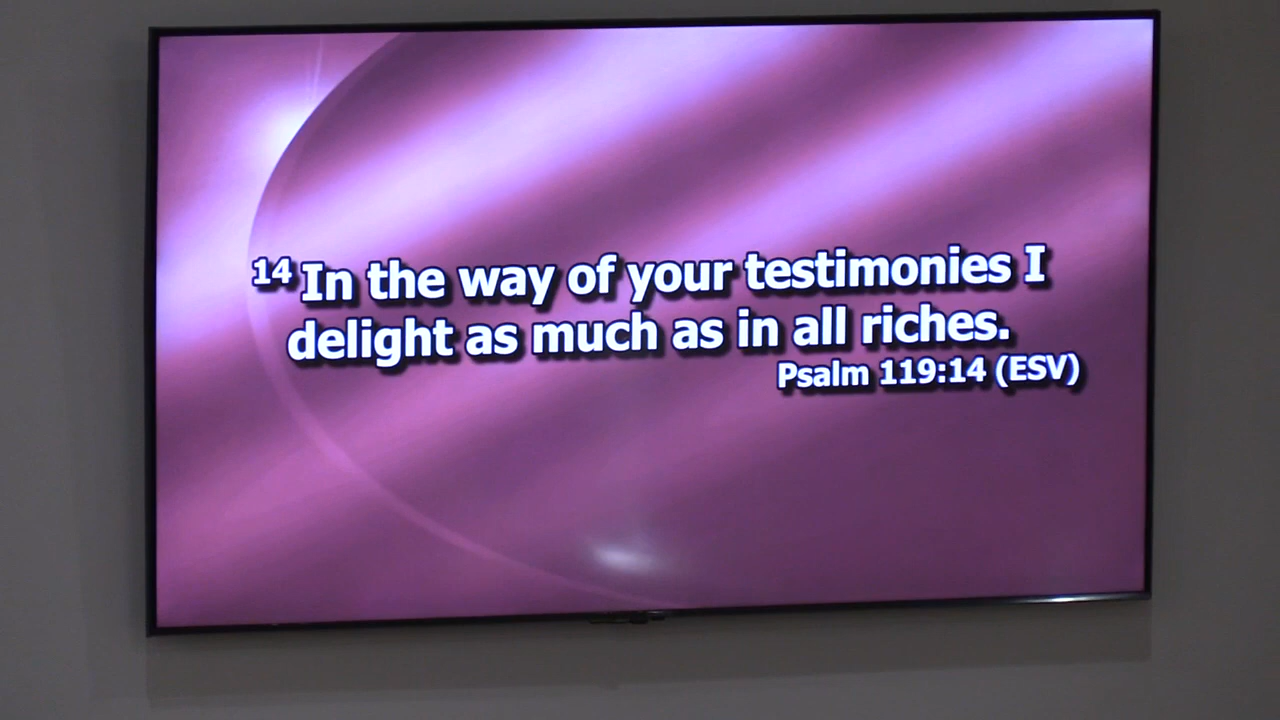 14 In the way of your testimonies I
delight as much as in all riches.
Psalm 119:14 (ESV)